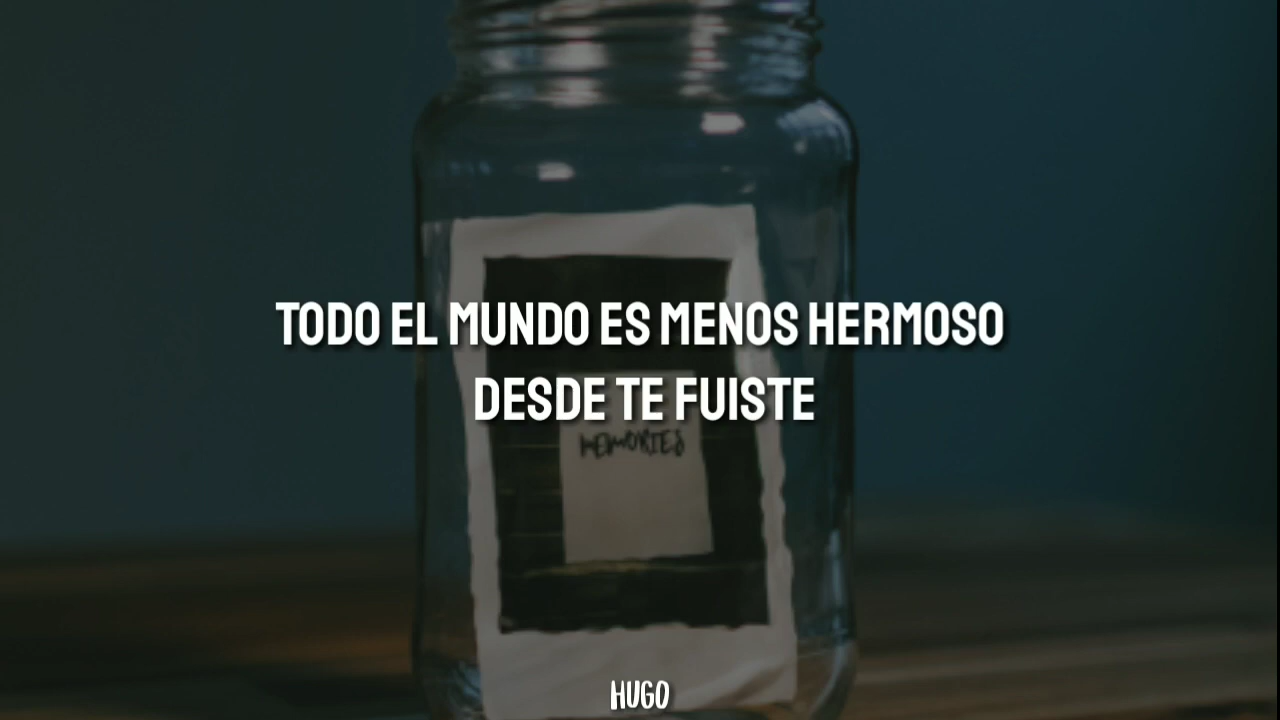 TODO EL MUNDO ES MENOS HERMOSO
DESDE TE FUISTE
MEMORIES
HUGO